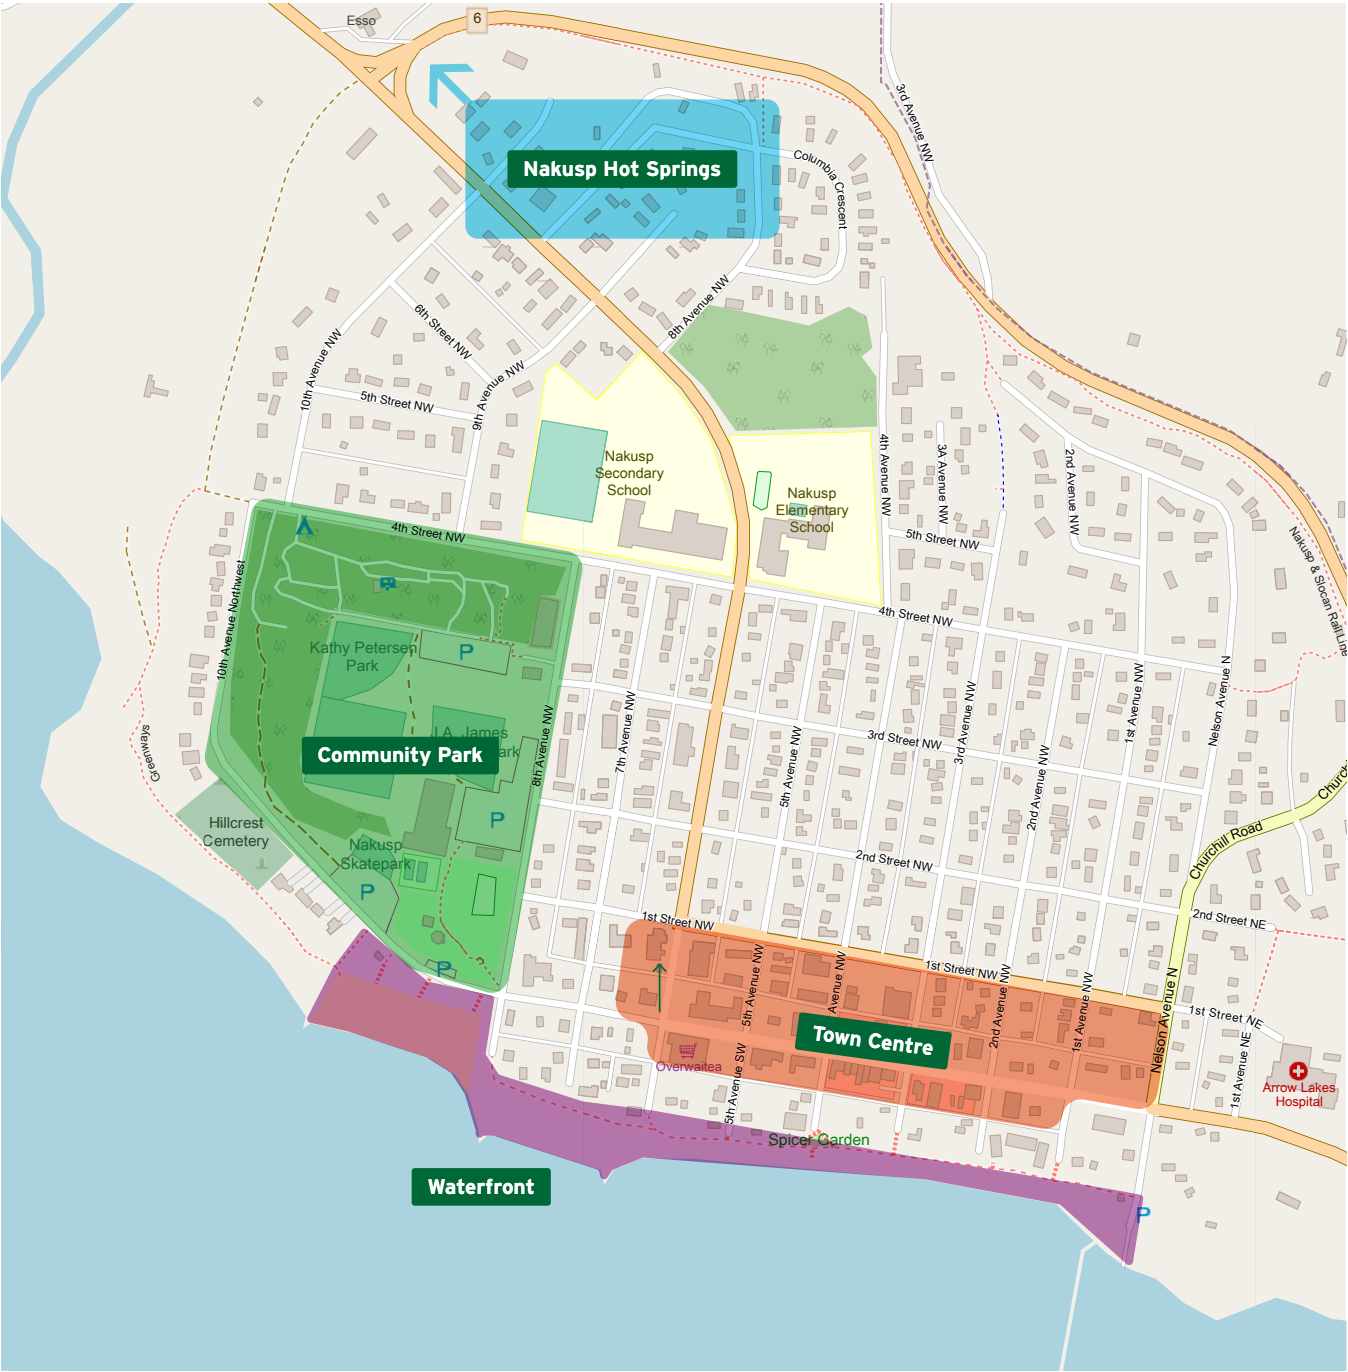 Esso
6
3rd Avenue NW
Nakusp Hot Springs
Columbia Crescent
8th Avenue NW
6th Street NW
10th Avenue NW
5th Street NW
9th Avenue NW
Nakusp
Secondary
School
Nakusp
Elementary
School
4th Avenue NW
3A Avenue NW
2nd Avenue NW
5th Street NW
4th Street NW
4th Street NW
Nakusp & Slocan Rail Line
10th Avenue Northwest
Kathy Petersen
Park
P
J.A. James
Community Park
8th Avenue NW
7th Avenue NW
5th Avenue NW
3rd Street NW
3rd Avenue NW
2nd Avenue NW
1st Avenue NW
Nelson Avenue N
Greenways
Hillcrest
Cemetery
Nakusp
Skatepark
P
P
P
2nd Street NW
Churchill Road
2nd Street NE
1st Street NW
1st Street NW
5th Avenue NW
Avenue NW
2nd Avenue NW
1st Avenue NW
Nelson Avenue N
1st Street NE
1st Avenue NE
Town Centre
Overwaitea
5th Avenue SW
Arrow Lakes
Hospital
Spicer Garden
Waterfront
P